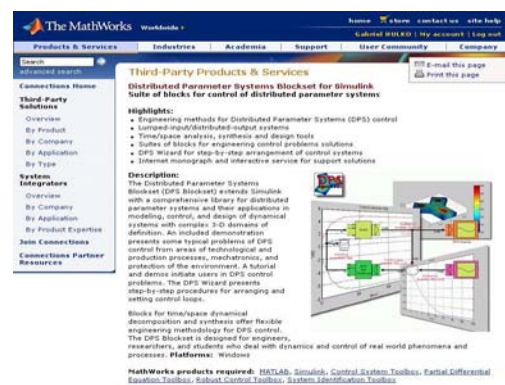 The MathWorks Worldwide
home store contact us site help
Gabriel HULKO | My account | Log out
Products & Services Industries Academia Support User Community Company
Search
advanced search
E-mail this page
Print this page
Connections Home
Third-Party Solutions
Overview
By Product
By Company
By Application
By Type
System Integrators
Overview
By Company
By Application
By Product Expertise
Join Connections
Connections Partner Resources
Third-Party Products & Services
Distributed Parameter Systems Blockset for Simulink
Suite of blocks for control of distributed parameter systems
Highlights:
Engineering methods for Distributed Parameter Systems (DPS) control
Lumped-input/distributed-output systems
Time/space analysis, synthesis and design tools
Suites of blocks for engineering control problems solutions
DPS Wizard for step-by-step arrangement of control systems
Internet monograph and interactive service for support solutions
Description:
The Distributed Parameter Systems
Blockset (DPS Blockset) extends Simulink
with a comprehensive library for distributed
parameter systems and their applications in
modeling, control, and design of dynamical
systems with complex 3-D domains of
definition. An included demonstration
presents some typical problems of DPS
control from areas of technological and
production processes, mechatronics, and
protection of the environment. A tutorial
and demos initiate users in DPS control
problems. The DPS Wizard presents
step-by-step procedures for arranging and
setting control loops.
Blocks for time/space dynamical
decomposition and synthesis offer flexible
engineering methodology for DPS control.
The DPS Blockset is designed for engineers,
researchers, and students who deal with dynamics and control of real world phenomena and
processes. Platforms: Windows
MathWorks products required: MATLAB, Simulink, Control System Toolbox, Partial Differential
Equation Toolbox, Robust Control Toolbox, System Identification Toolbox
DPS